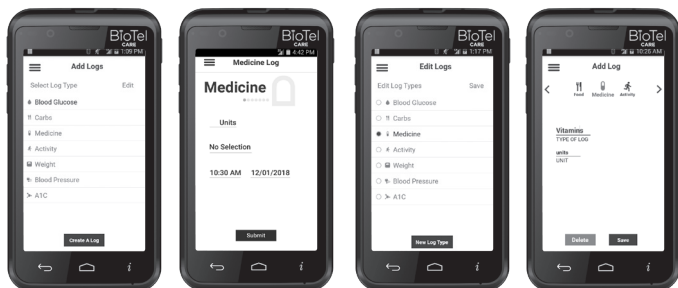 BioTel
CARE
1:09 PM
Add Logs
Select Log Type Edit
Blood Glucose
Carbs
Medicine
Activity
Weight
Blood Pressure
A1C
Create A Log
i
BioTel
CARE
4:42 PM
Medicine Log
Medicine
Units
No Selection
10:30 AM 12/01/2018
Submit
i
BioTel
CARE
1:17 PM
Edit Logs
Edit Log Types Save
Blood Glucose
Carbs
Medicine
Activity
Weight
Blood Pressure
A1C
New Log Type
i
BioTel
CARE
10:26 AM
Add Log
Food Medicine Activity
Vitamins
TYPE OF LOG
units
UNIT
Delete Save
i